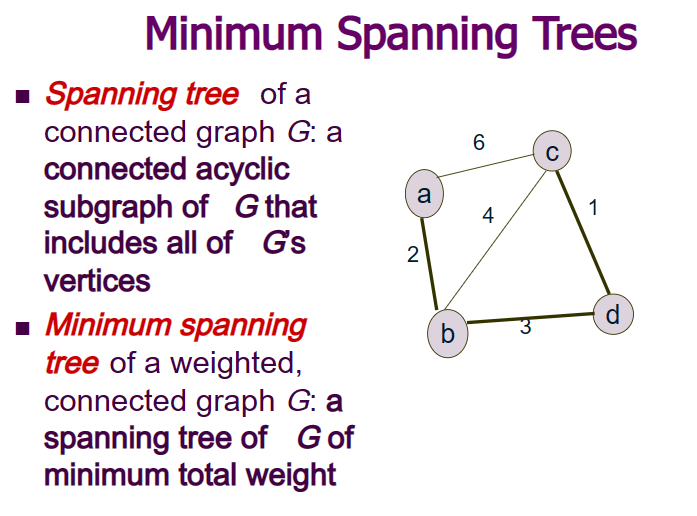 Minimum Spanning Trees
Spanning tree of a
connected graph G: a
connected acyclic
subgraph of G that
includes all of G's
vertices
Minimum spanning
tree of a weighted,
connected graph G: a
spanning tree of G of
minimum total weight
6
c
a
4
1
2
d
3
b